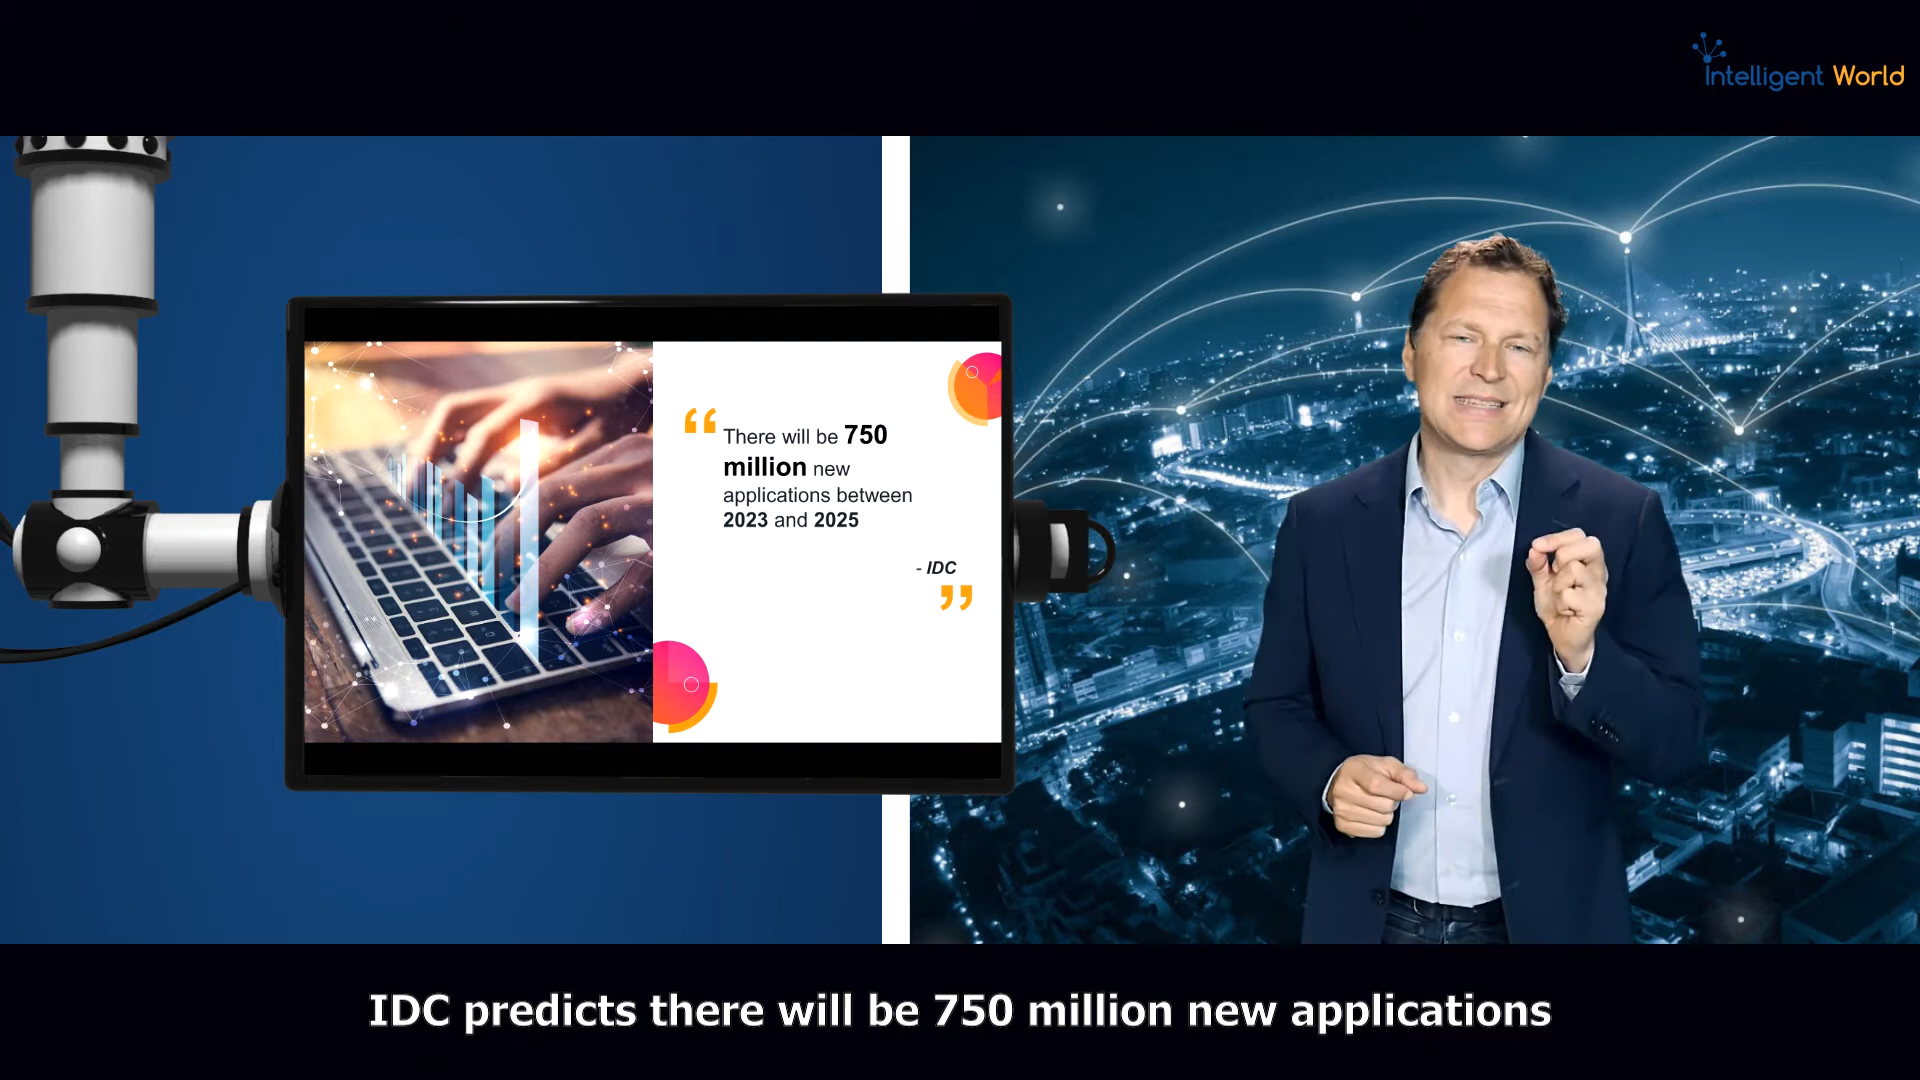 Intelligent World
“
There will be 750
million new
applications between
2023 and 2025
- IDC
”
IDC predicts there will be 750 million new applications